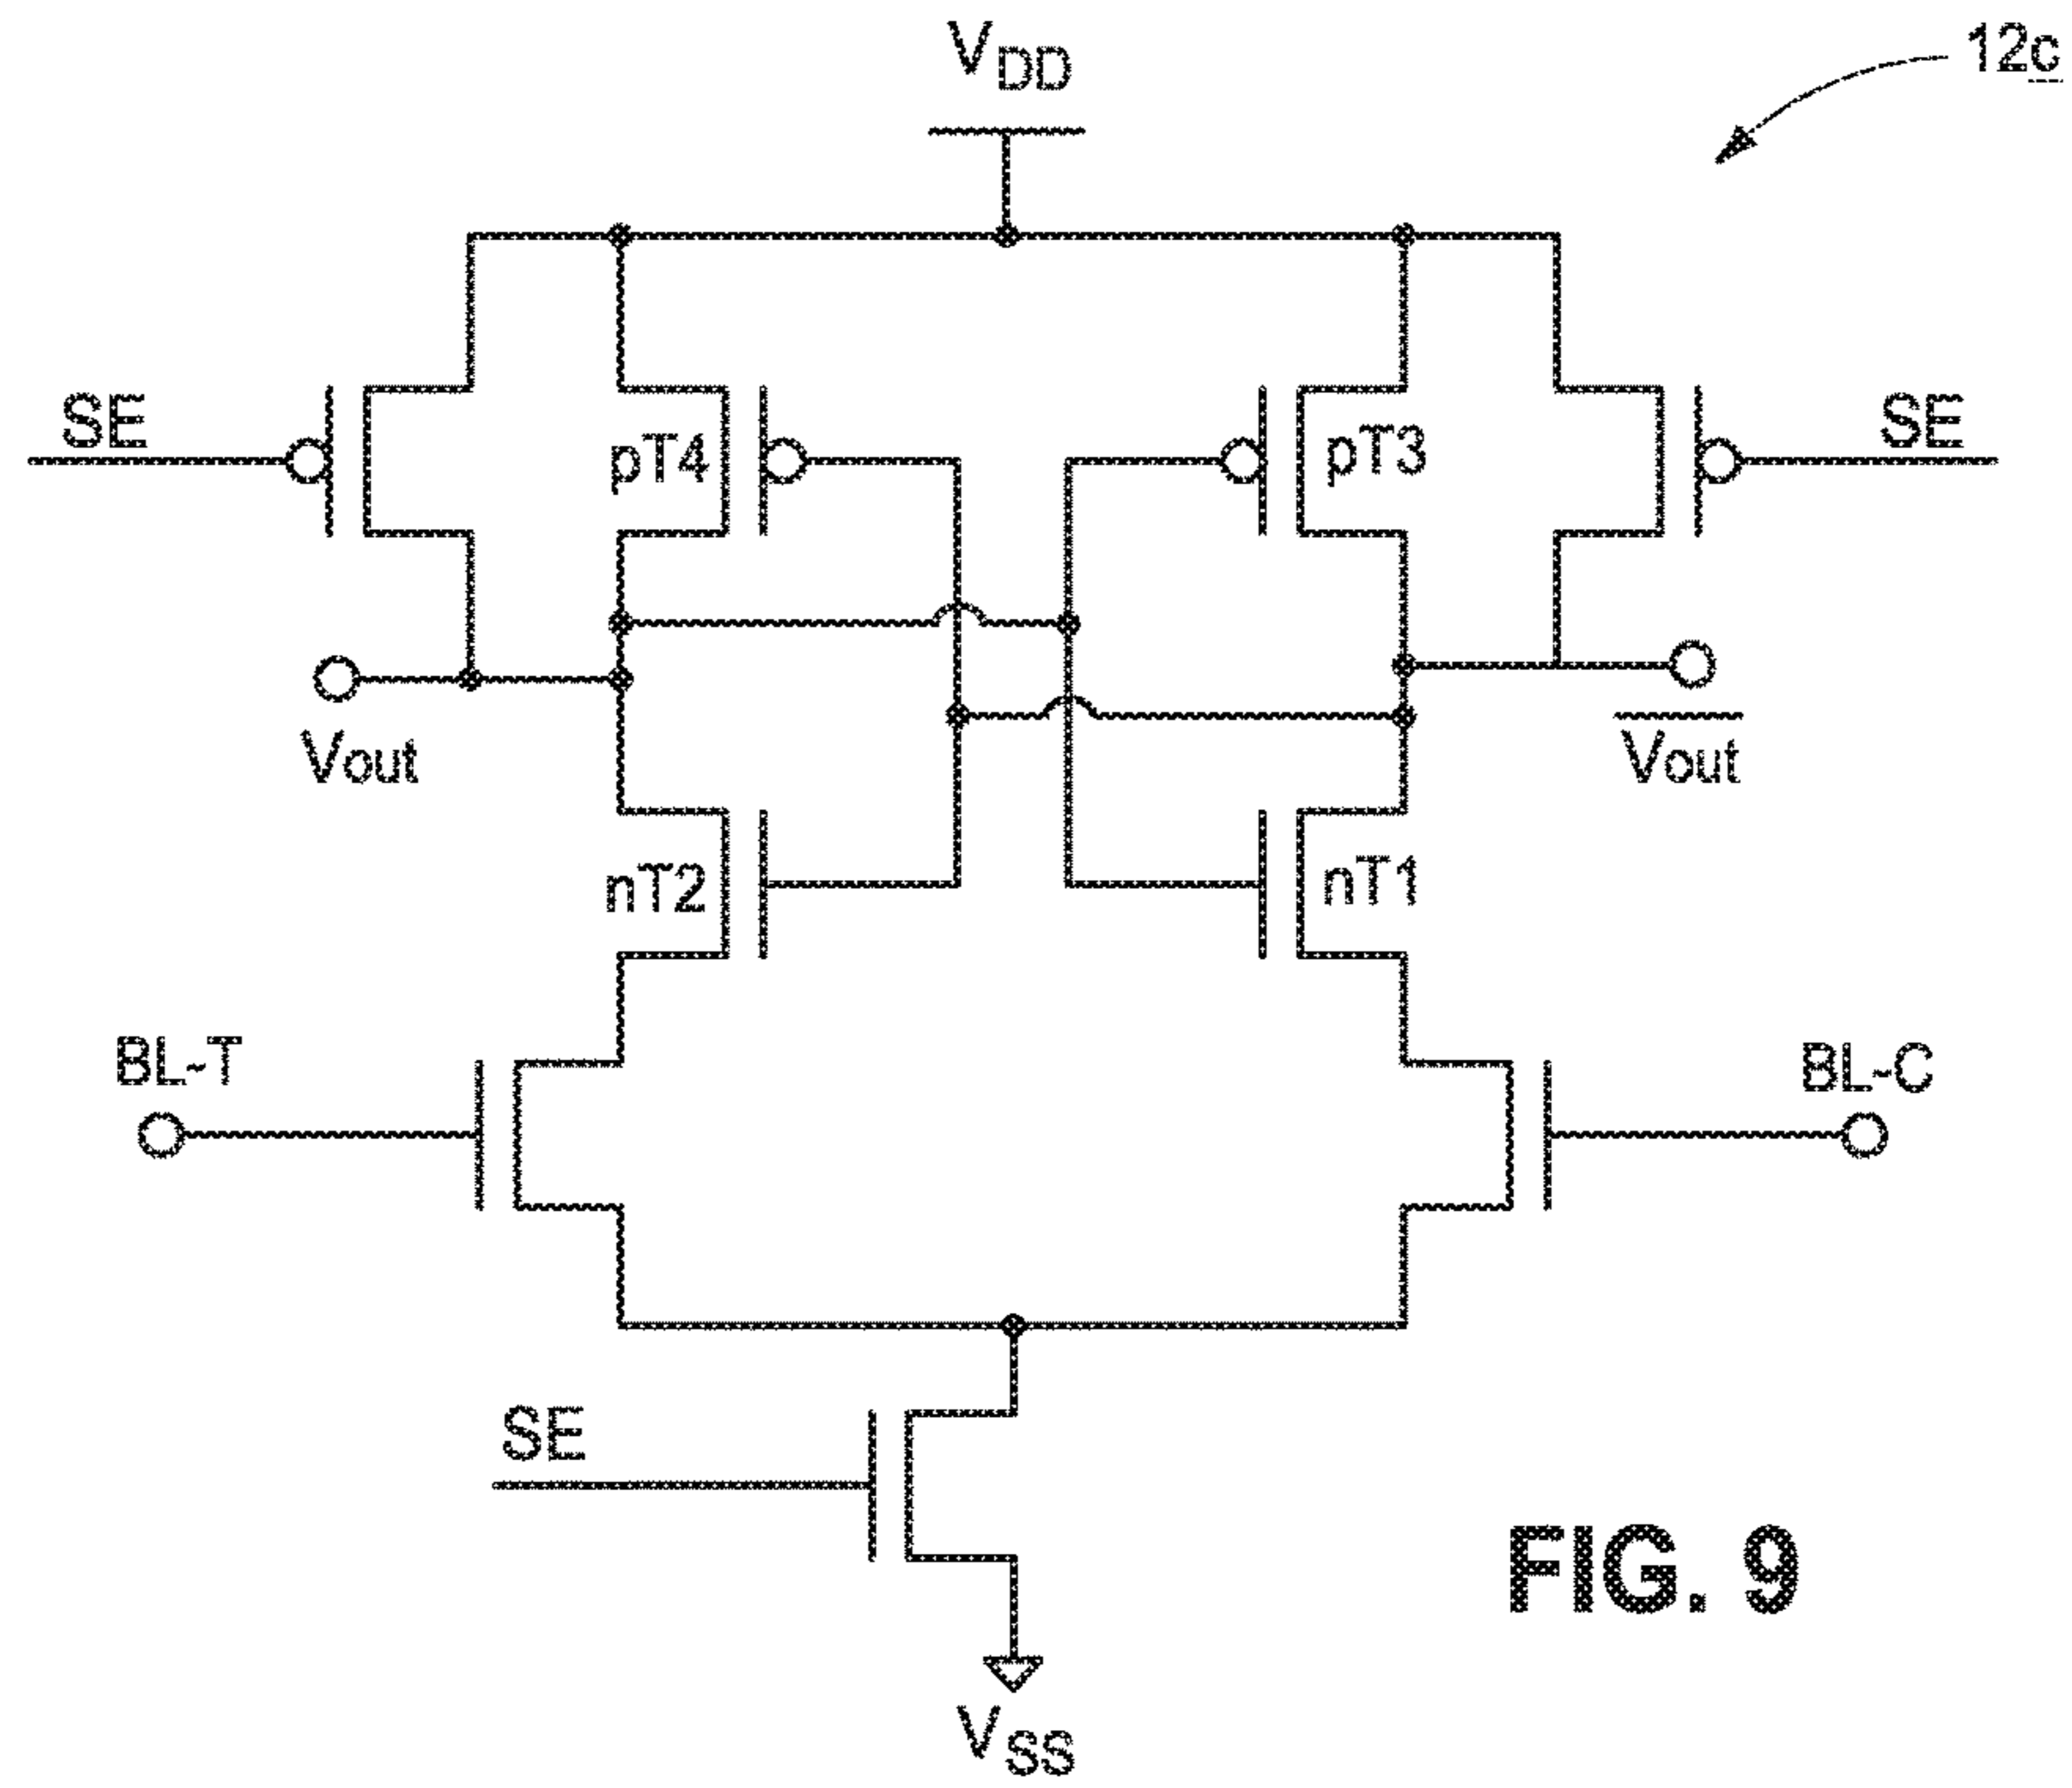 VDD
12c
SE
pT4
pT3
SE
Vout
Vout
nT2
nT1
BL-T
BL-C
SE
VSS
FIG. 9